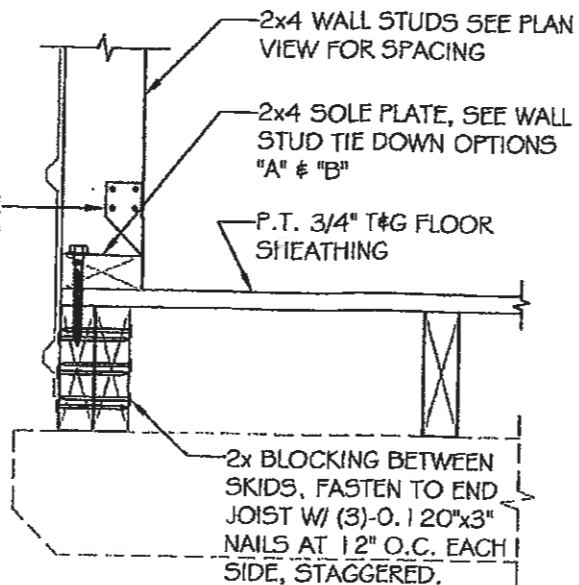 2x4 WALL STUDS SEE PLAN
VIEW FOR SPACING
2x4 SOLE PLATE, SEE WALL
STUD TIE DOWN OPTIONS
"A" & "B"
P.T. 3/4" T&G FLOOR
SHEATHING
2x BLOCKING BETWEEN
SKIDS, FASTEN TO END
JOIST W/ (3)-0.120"x3"
NAILS AT 12" O.C. EACH
SIDE, STAGGERED.